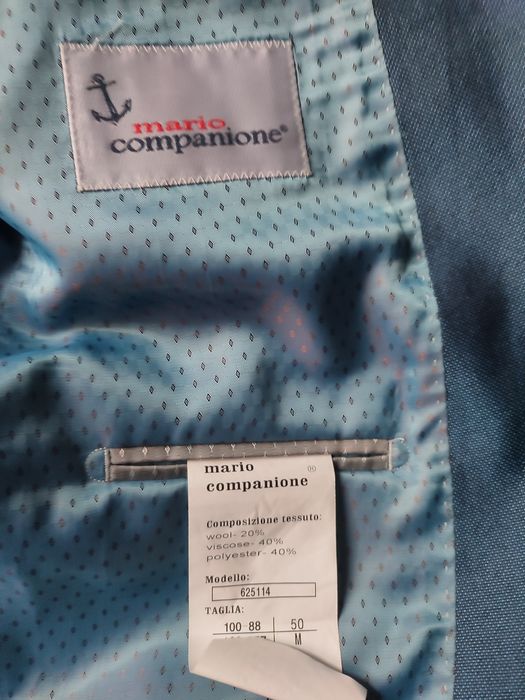 mario
companione®
mario ®
companione
Composizione tessuto:
wool- 20%
viscose- 40%
polyester- 40%
Modello:
625114
TAGLIA:
100 88 50
M